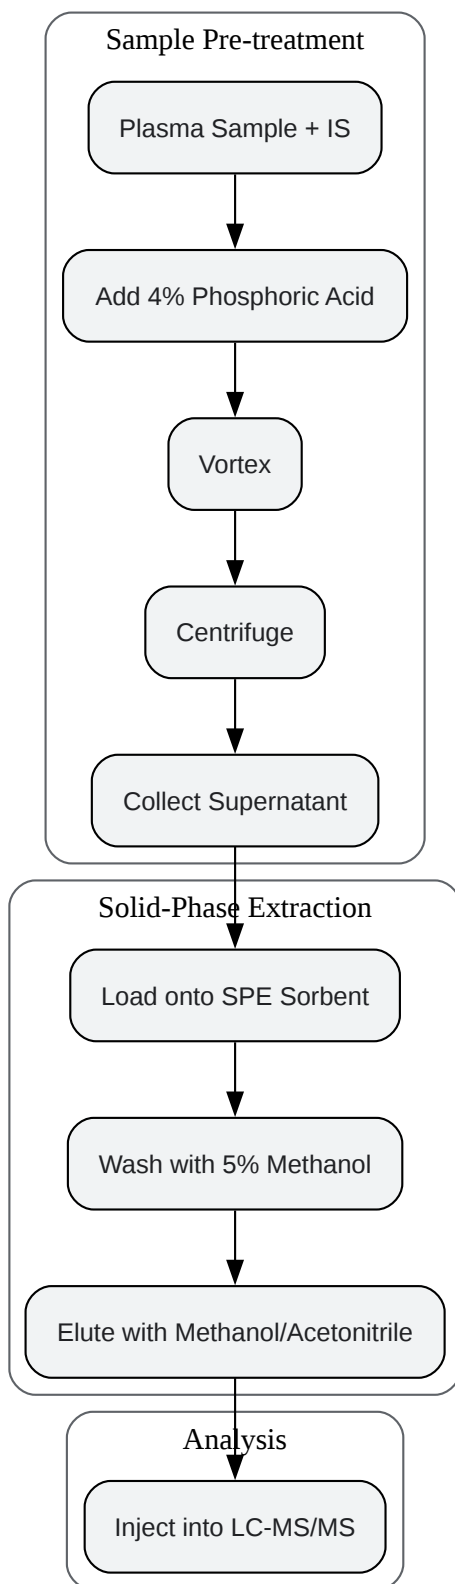 Sample Pre-treatment
Plasma Sample + IS
Add 4% Phosphoric Acid
Vortex
Centrifuge
Collect Supernatant
Solid-Phase Extraction
Load onto SPE Sorbent
Wash with 5% Methanol
Elute with Methanol/Acetonitrile
Analysis
Inject into LC-MS/MS